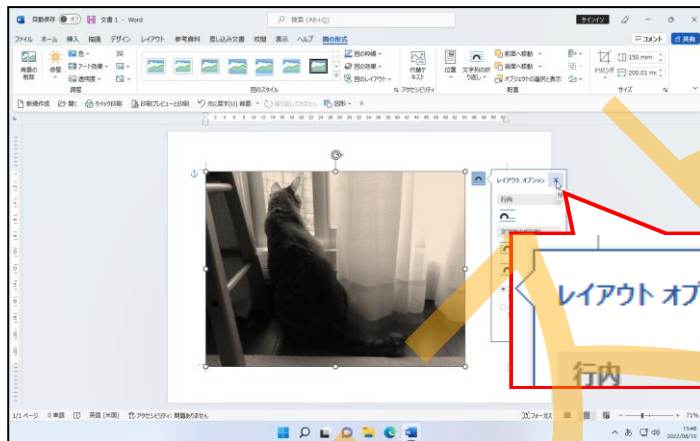 自動保存 オフ 文書 1 - Word 検索 (Alt+Q) サインイン
ファイル ホーム 挿入 描画 デザイン レイアウト 参考資料 差し込み文書 校閲 表示 ヘルプ 図の形式 コメント 共有
背景の削除 修整 色 アート効果 透明度 図の枠線 図の効果 図のレイアウト 代替テキスト 位置 文字列の折り返し 前面へ移動 背面へ移動 オブジェクトの選択と表示 トリミング 150 mm 200.01 mm
調整 図のスタイル アクセシビリティ 配置 サイズ
新規作成 開く クイック印刷 印刷プレビューと印刷 元に戻す(U) 背面 図形
レイアウト オプション
行内
レイアウト オプ
行内
1/1 ページ 0 単語 英語 (米国) アクセシビリティ: 問題ありません フォーカス 71%
あ 15:48
2022/08/10